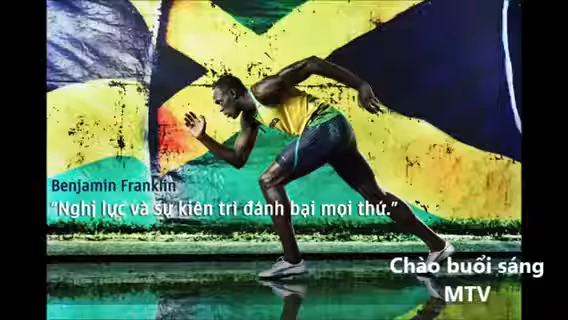 Benjamin Franklin
“Nghị lực và sự kiên trì đánh bại mọi thứ.”
Chào buổi sáng
MTV